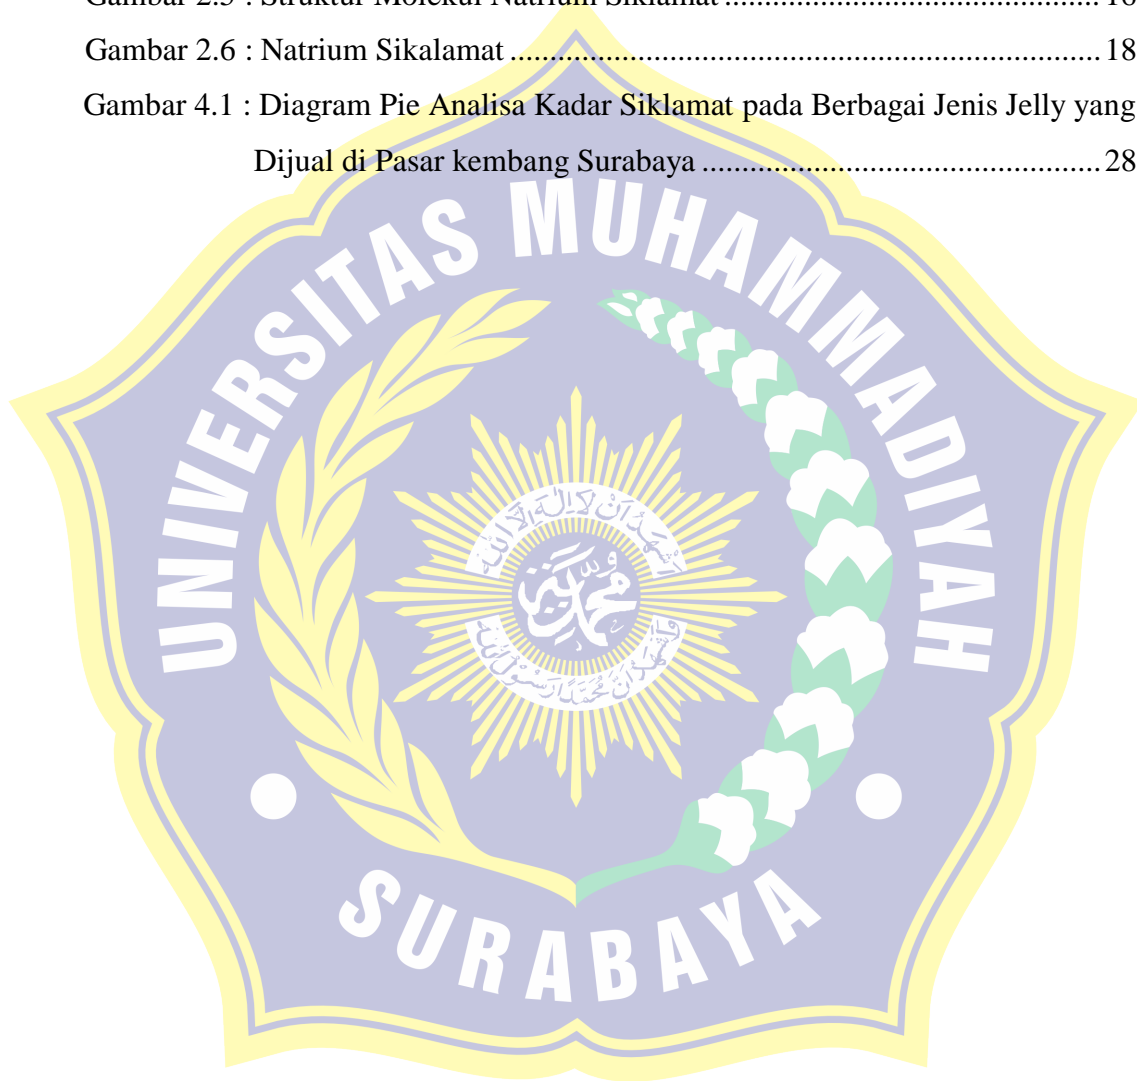 Gambar 2.6 : Natrium Sikalamat ........................................................................... 18
Gambar 4.1 : Diagram Pie Analisa Kadar Siklamat pada Berbagai Jenis Jelly yang
Dijual di Pasar kembang Surabaya .................................................. 28
UNIVERSITAS MUHAMMADIYAH
SURABAYA